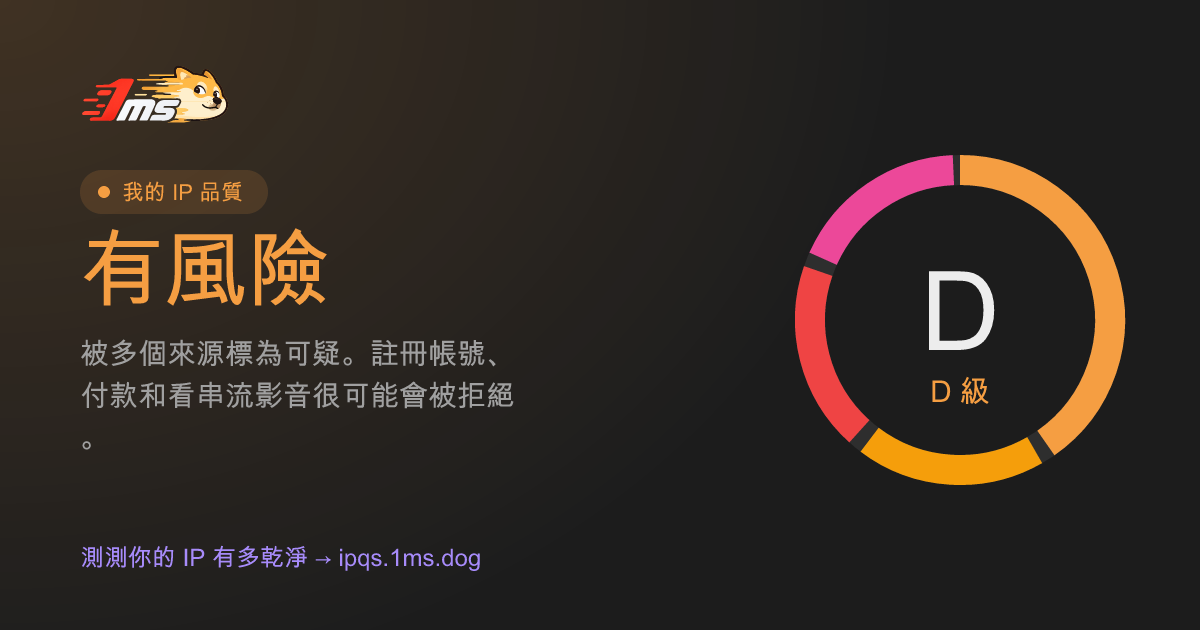 1ms
我的 IP 品質
有風險
被多個來源標為可疑。註冊帳號、
付款和看串流影音很可能會被拒絕
。
D
D 級
測測你的 IP 有多乾淨 → ipqs.1ms.dog